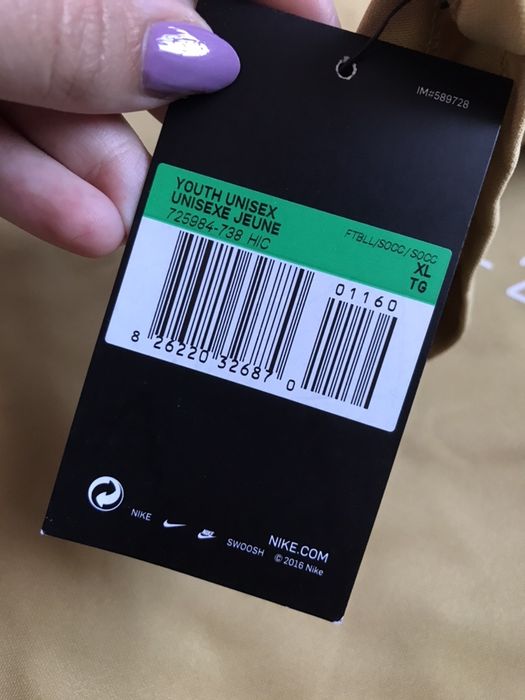 IM#589728
YOUTH UNISEX
UNISEXE JEUNE
725984-738 HIC
FTBLL/SOCC/SOCC
XL
TG
01160
8 26220 32687 0
NIKE
SWOOSH
NIKE.COM
© 2016 Nike